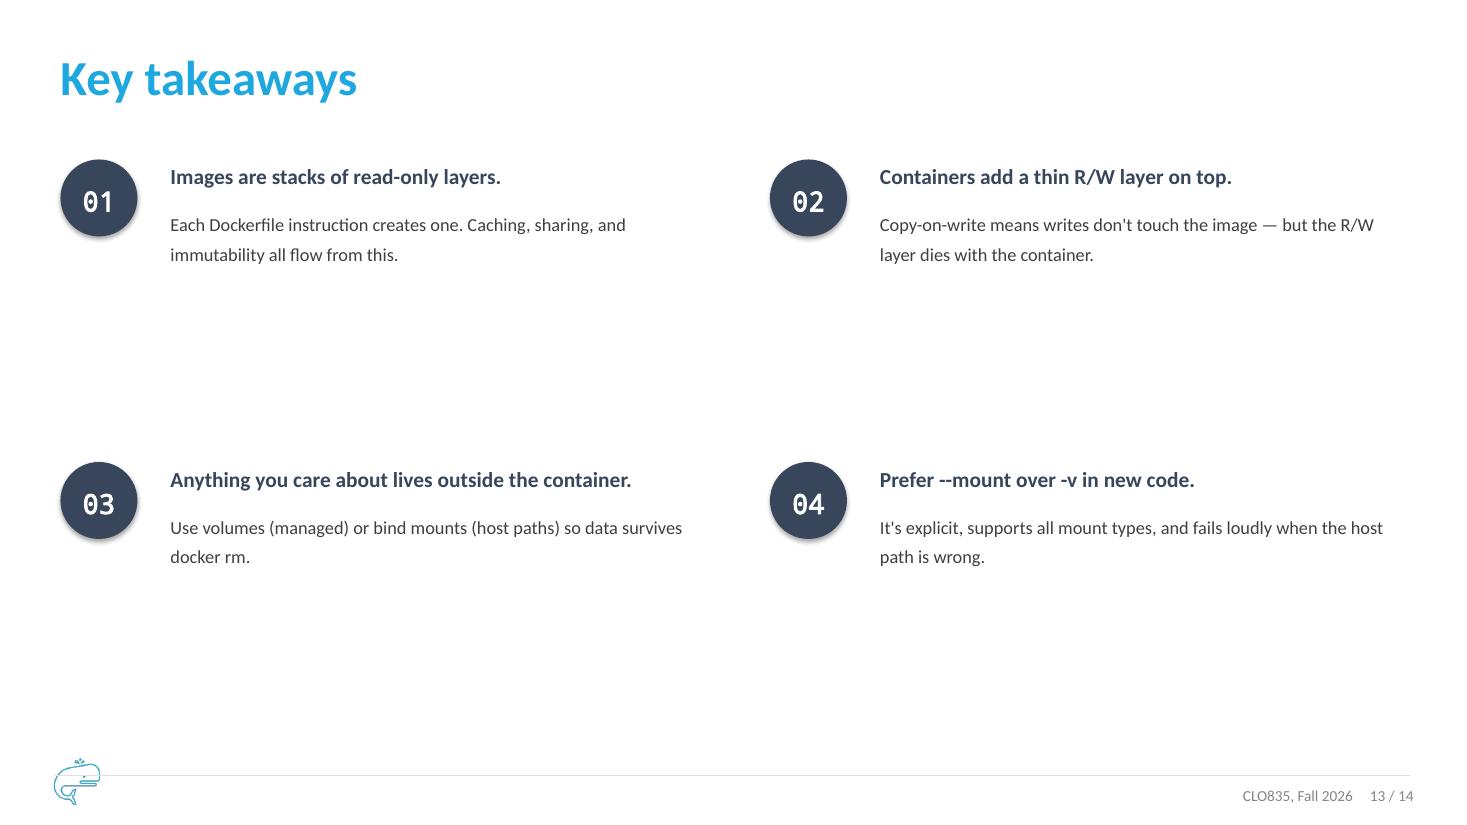 Key takeaways
01
Images are stacks of read-only layers.
Each Dockerfile instruction creates one. Caching, sharing, and
immutability all flow from this.
02
Containers add a thin R/W layer on top.
Copy-on-write means writes don't touch the image — but the R/W
layer dies with the container.
03
Anything you care about lives outside the container.
Use volumes (managed) or bind mounts (host paths) so data survives
docker rm.
04
Prefer --mount over -v in new code.
It's explicit, supports all mount types, and fails loudly when the host
path is wrong.
CLO835, Fall 2026 13 / 14